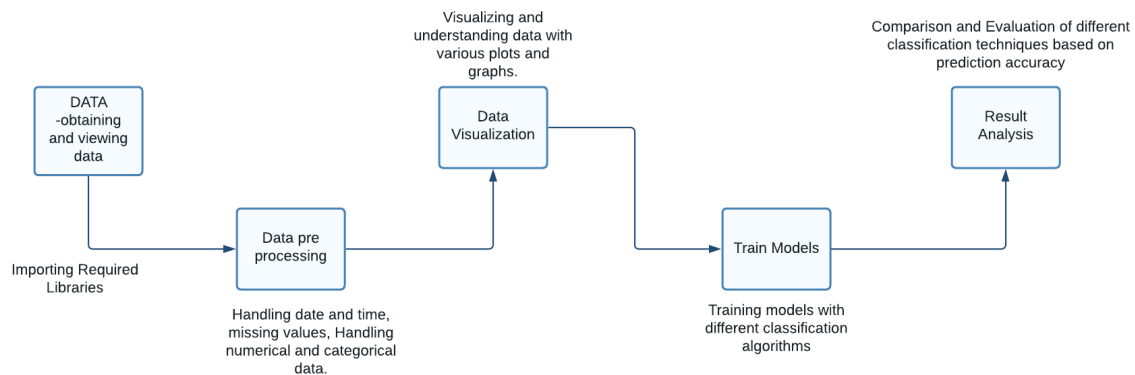 DATA
-obtaining
and viewing
data
Importing Required
Libraries
Data pre
processing
Handling date and time,
missing values, Handling
numerical and categorical
data.
Visualizing and
understanding data with
various plots and
graphs.
Data
Visualization
Train Models
Training models with
different classification
algorithms
Comparison and Evaluation of different
classification techniques based on
prediction accuracy
Result
Analysis